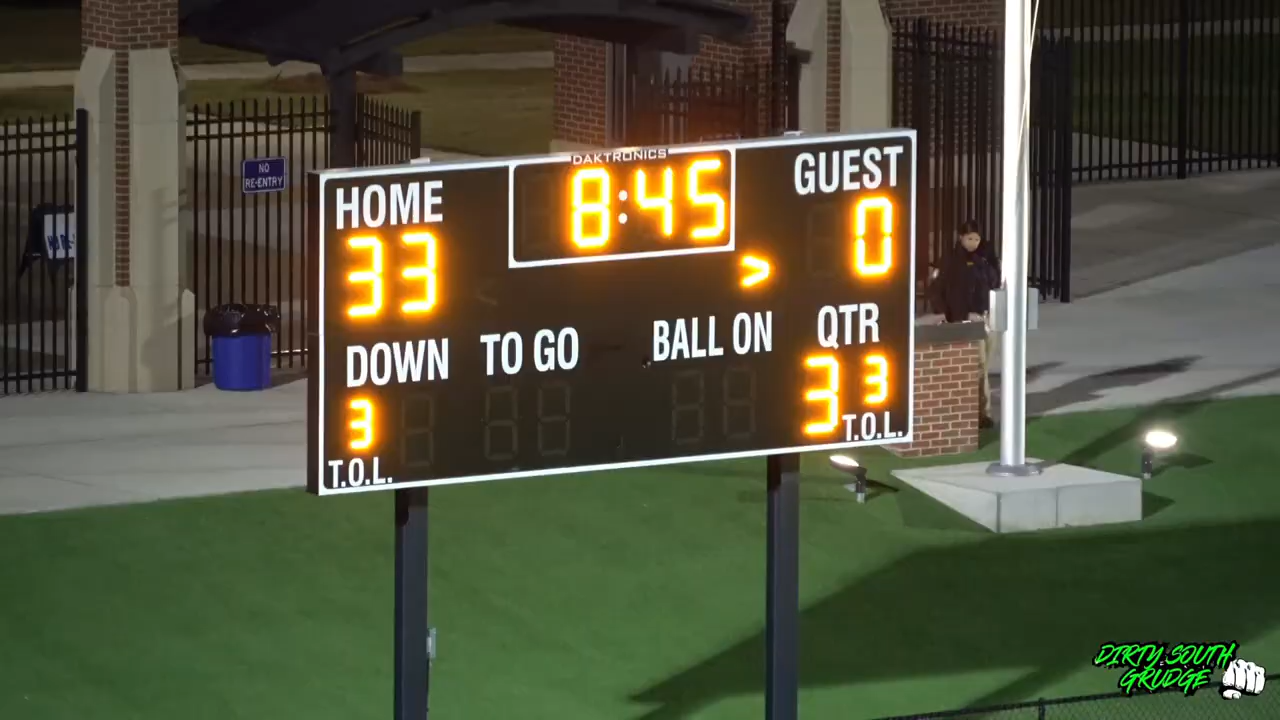 NO
RE-ENTRY
DAKTRONICS
HOME
8:45
GUEST
33
>
0
DOWN
TO GO
BALL ON
QTR
3
3
3
T.O.L.
T.O.L.
DIRTY SOUTH
GRUDGE